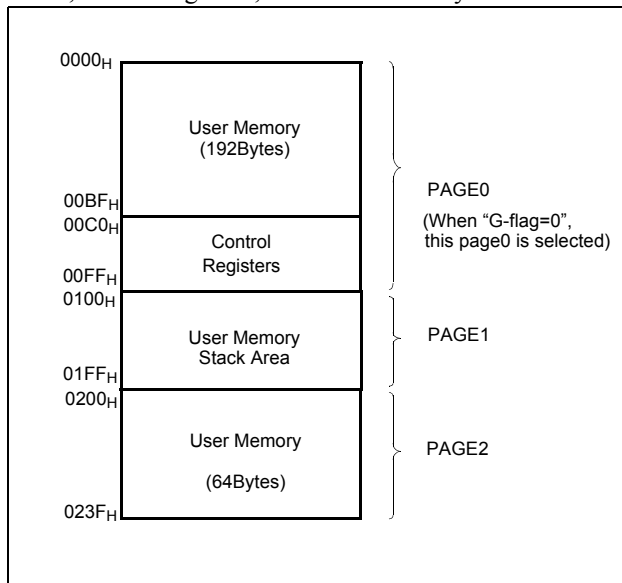 0000H
User Memory
(192Bytes)
00BFH
00C0H
Control
Registers
00FFH
0100H
User Memory
Stack Area
01FFH
0200H
User Memory
(64Bytes)
023FH
PAGE0
(When “G-flag=0”,
this page0 is selected)
PAGE1
PAGE2